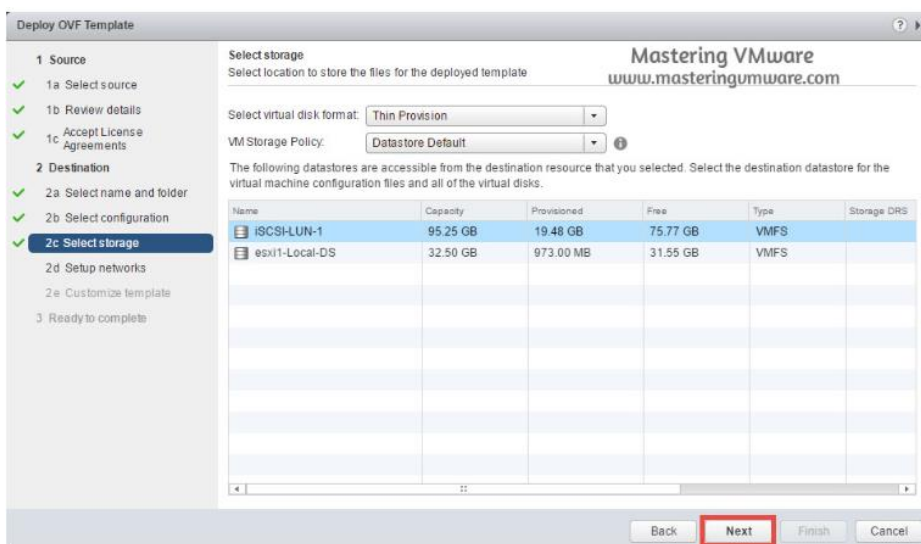 Deploy OVF Template
1 Source
1a Select source
1b Review details
1c Accept License
Agreements
2 Destination
2a Select name and folder
2b Select configuration
2c Select storage
2d Setup networks
2e Customize template
3 Ready to complete
Select storage
Select location to store the files for the deployed template
Mastering VMware
www.masteringvmware.com
Select virtual disk format: Thin Provision
VM Storage Policy: Datastore Default
The following datastores are accessible from the destination resource that you selected. Select the destination datastore for the
virtual machine configuration files and all of the virtual disks.
Name Capacity Provisioned Free Type Storage DRS
iSCSI-LUN-1 95.25 GB 19.48 GB 75.77 GB VMFS
esxi1-Local-DS 32.50 GB 973.00 MB 31.55 GB VMFS
Back Next Finish Cancel